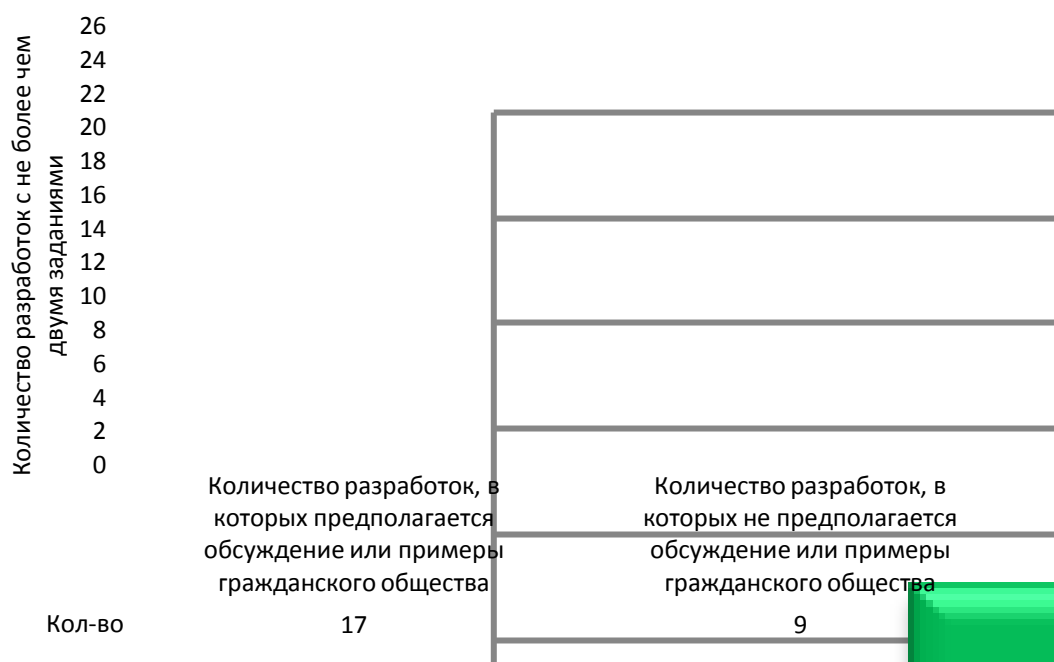 Количество разработок с не более чем
двумя заданиями
26
24
22
20
18
16
14
12
10
8
6
4
2
0
Количество разработок, в
которых предполагается
обсуждение или примеры
гражданского общества
Количество разработок, в
которых не предполагается
обсуждение или примеры
гражданского общества
Кол-во 17 9